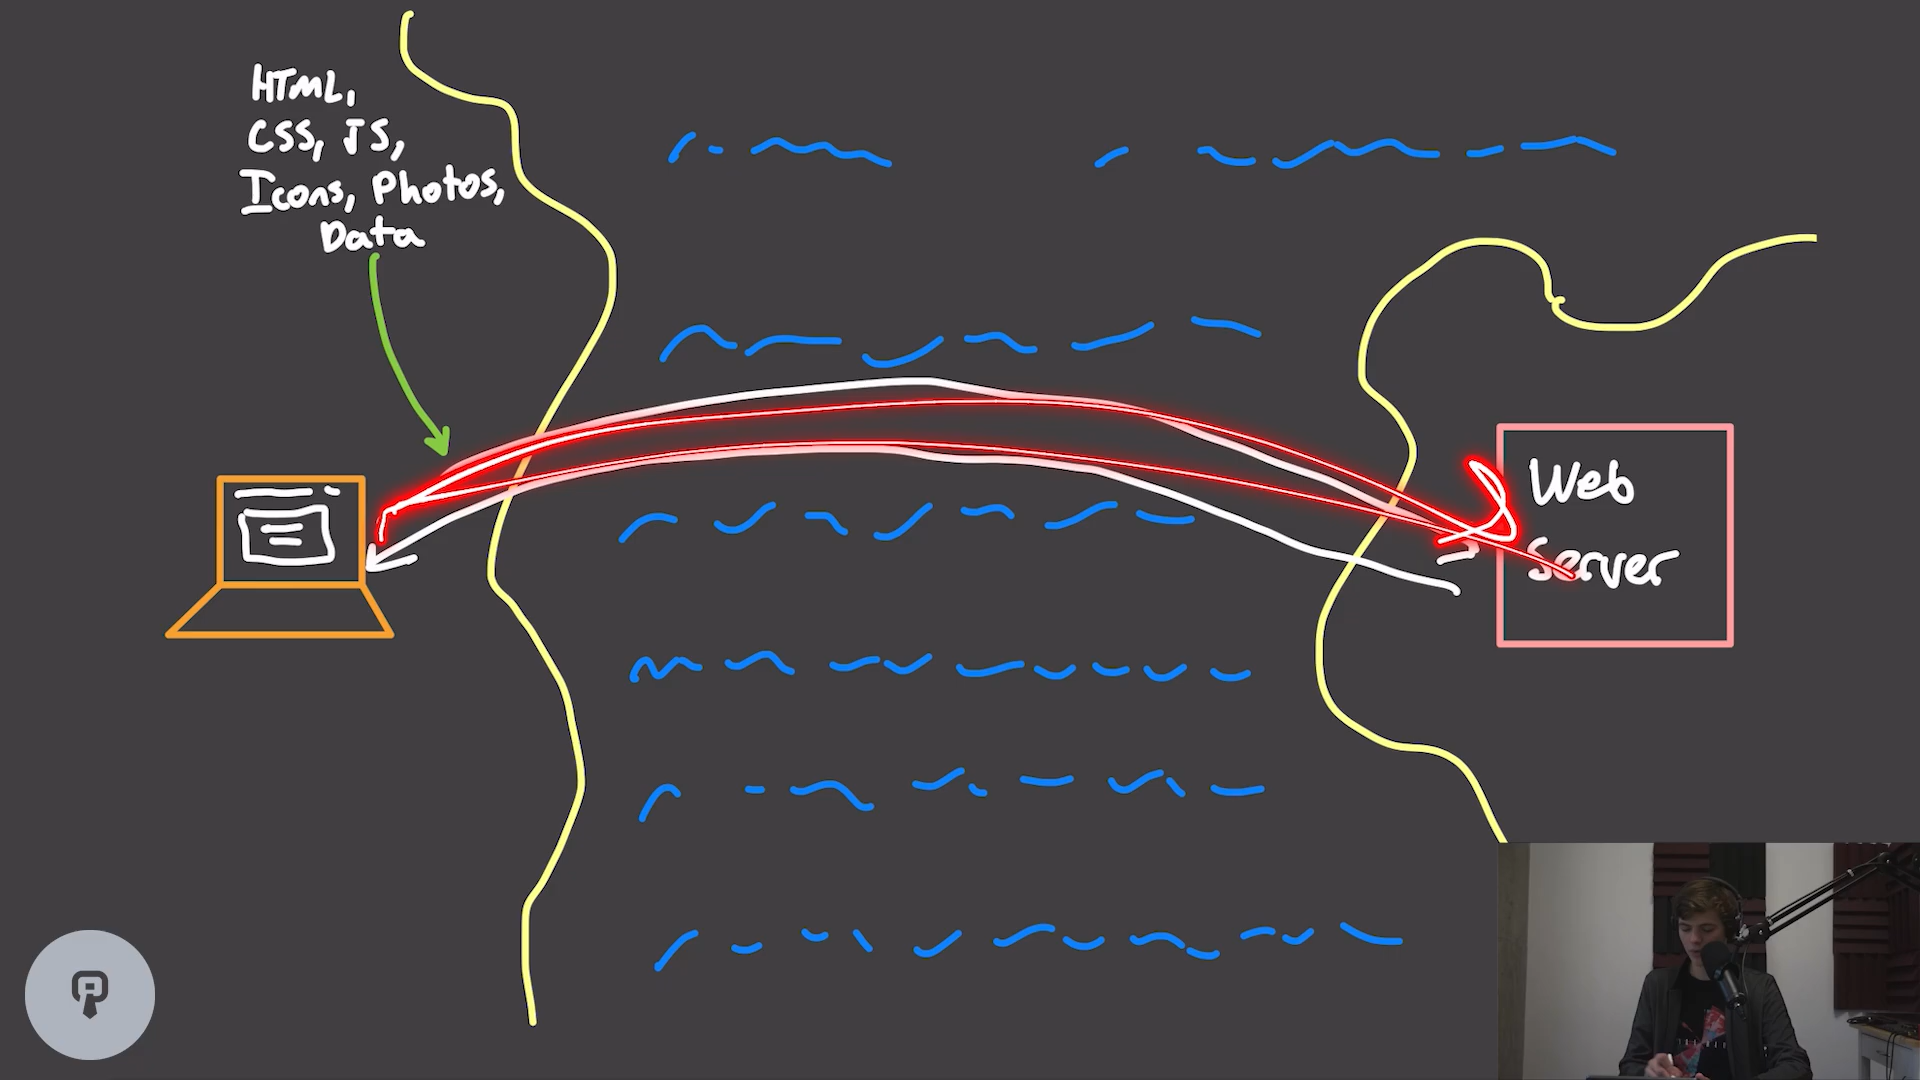 HTML,
CSS, JS,
Icons, Photos,
Data
Web
Server